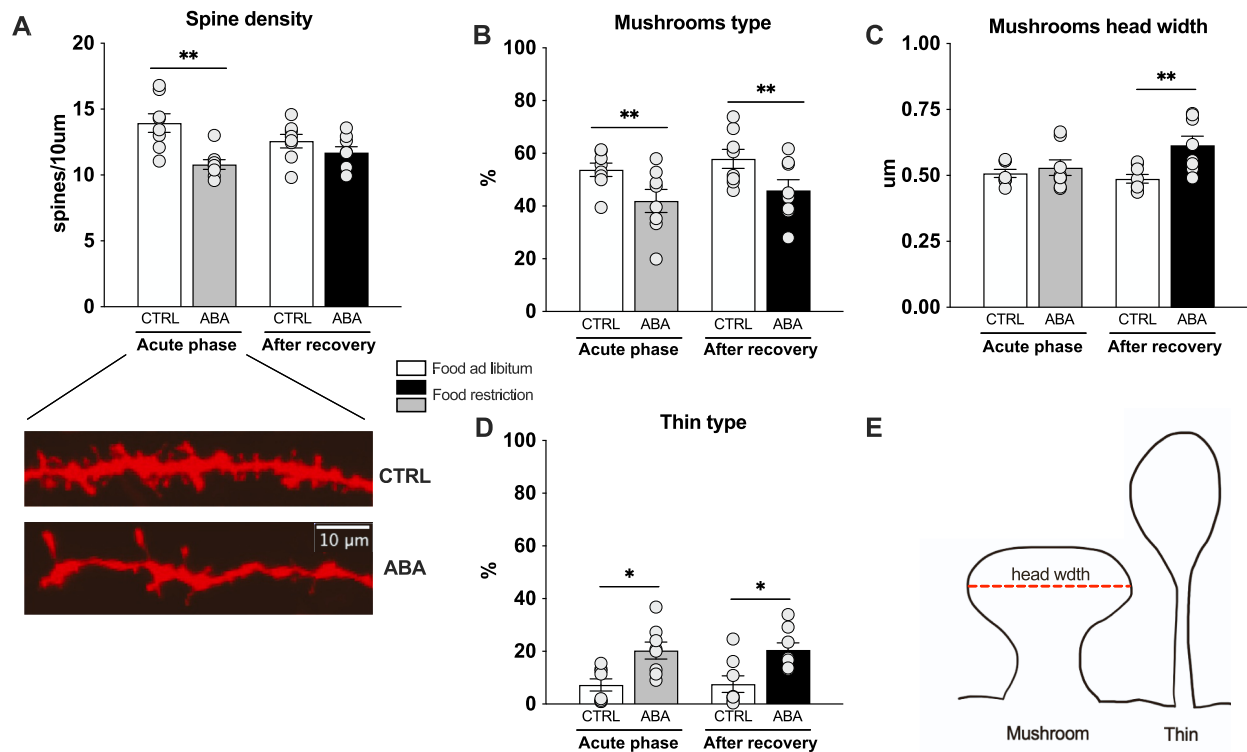 A
Spine density
spines/10um
20
15
10
5
0
**
CTRL
ABA
CTRL
ABA
Acute phase
After recovery
B
Mushrooms type
%
100
80
60
40
20
0
**
**
CTRL
ABA
CTRL
ABA
Acute phase
After recovery
C
Mushrooms head width
um
1.00
0.75
0.50
0.25
0.00
**
CTRL
ABA
CTRL
ABA
Acute phase
After recovery
Food ad libitum
Food restriction
CTRL
10 µm
ABA
D
Thin type
%
100
80
60
40
20
0
*
*
CTRL
ABA
CTRL
ABA
Acute phase
After recovery
E
head wdth
Mushroom
Thin